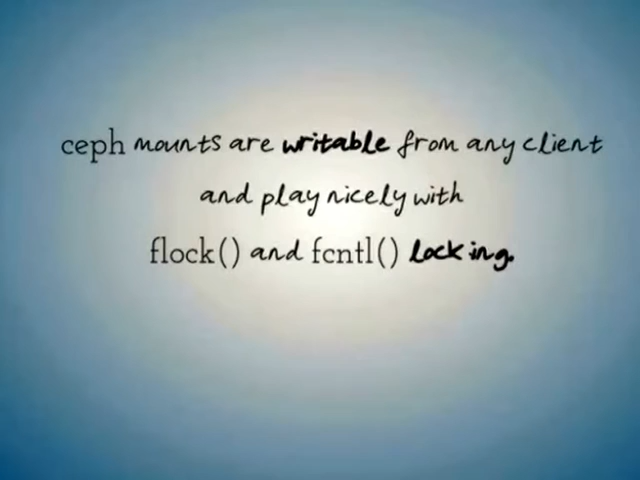 ceph mounts are writable from any client
and play nicely with
flock() and fcntl() locking.